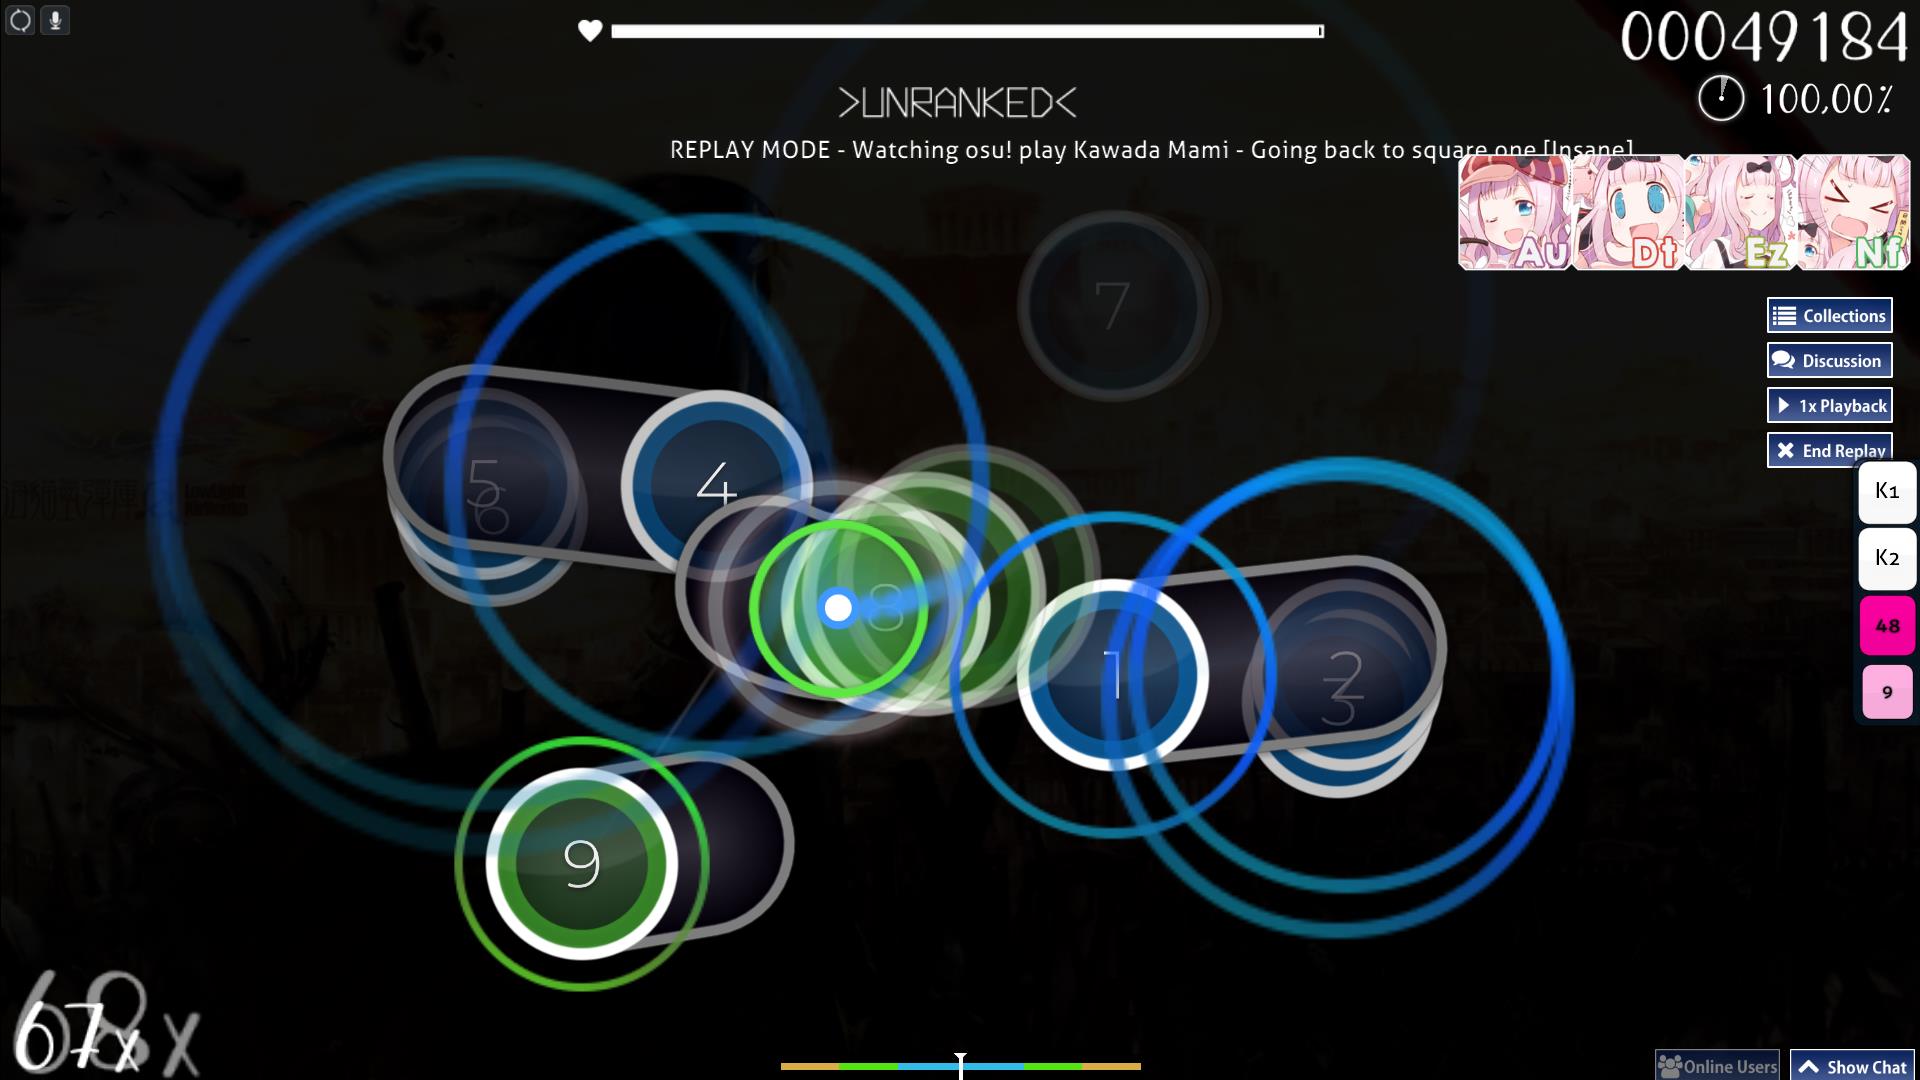 00049184
100,00%
>UNRANKED<
REPLAY MODE - Watching osu! play Kawada Mami - Going back to square one [Insane]
Au Dt Ez Nf
7
Collections
Discussion
1x Playback
End Replay
5
6
4
K1
K2
8
48
1
2
3
9
9
67x
68x
Online Users
Show Chat